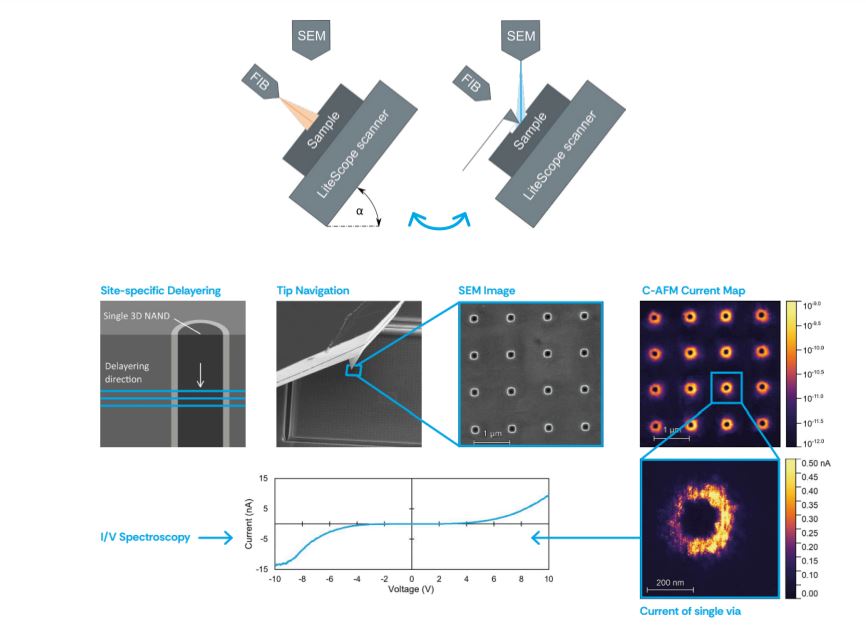 SEM
SEM
FIB
FIB
Sample
Sample
LiteScope scanner
LiteScope scanner
α
Site-specific Delayering
Tip Navigation
SEM Image
C-AFM Current Map
Single 3D NAND
Delayering
direction
1 µm
1 µm
10-9.0
10-9.5
10-10.0
10-10.5
10-11.0
10-11.5
10-12.0
I/V Spectroscopy
Current (nA)
15
5
-5
-15
-10
-8
-6
-4
-2
0
2
4
6
8
10
Voltage (V)
200 nm
0.50 nA
0.45
0.40
0.35
0.30
0.25
0.20
0.15
0.10
0.00
Current of single via